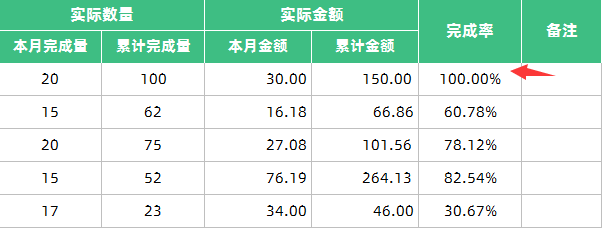 实际数量 实际金额 完成率 备注
本月完成量 累计完成量 本月金额 累计金额
20 100 30.00 150.00 100.00%
15 62 16.18 66.86 60.78%
20 75 27.08 101.56 78.12%
15 52 76.19 264.13 82.54%
17 23 34.00 46.00 30.67%